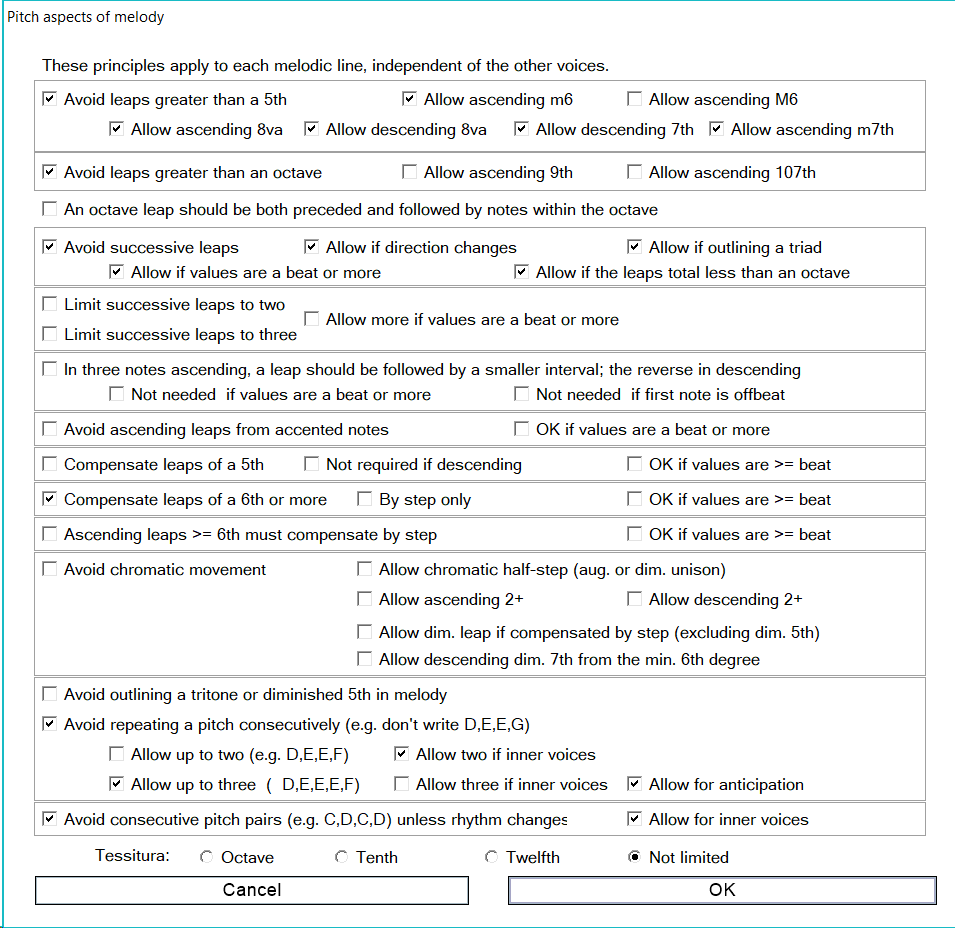 Pitch aspects of melody
These principles apply to each melodic line, independent of the other voices.
Avoid leaps greater than a 5th Allow ascending m6 Allow ascending M6
Allow ascending 8va Allow descending 8va Allow descending 7th Allow ascending m7th
Avoid leaps greater than an octave Allow ascending 9th Allow ascending 107th
An octave leap should be both preceded and followed by notes within the octave
Avoid successive leaps Allow if direction changes Allow if outlining a triad
Allow if values are a beat or more Allow if the leaps total less than an octave
Limit successive leaps to two
Allow more if values are a beat or more
Limit successive leaps to three
In three notes ascending, a leap should be followed by a smaller interval; the reverse in descending
Not needed if values are a beat or more Not needed if first note is offbeat
Avoid ascending leaps from accented notes OK if values are a beat or more
Compensate leaps of a 5th Not required if descending OK if values are >= beat
Compensate leaps of a 6th or more By step only OK if values are >= beat
Ascending leaps >= 6th must compensate by step OK if values are >= beat
Avoid chromatic movement Allow chromatic half-step (aug. or dim. unison)
Allow ascending 2+ Allow descending 2+
Allow dim. leap if compensated by step (excluding dim. 5th)
Allow descending dim. 7th from the min. 6th degree
Avoid outlining a tritone or diminished 5th in melody
Avoid repeating a pitch consecutively (e.g. don't write D,E,E,G)
Allow up to two (e.g. D,E,E,F) Allow two if inner voices
Allow up to three ( D,E,E,E,F) Allow three if inner voices Allow for anticipation
Avoid consecutive pitch pairs (e.g. C,D,C,D) unless rhythm changes Allow for inner voices
Tessitura: Octave Tenth Twelfth Not limited
Cancel OK